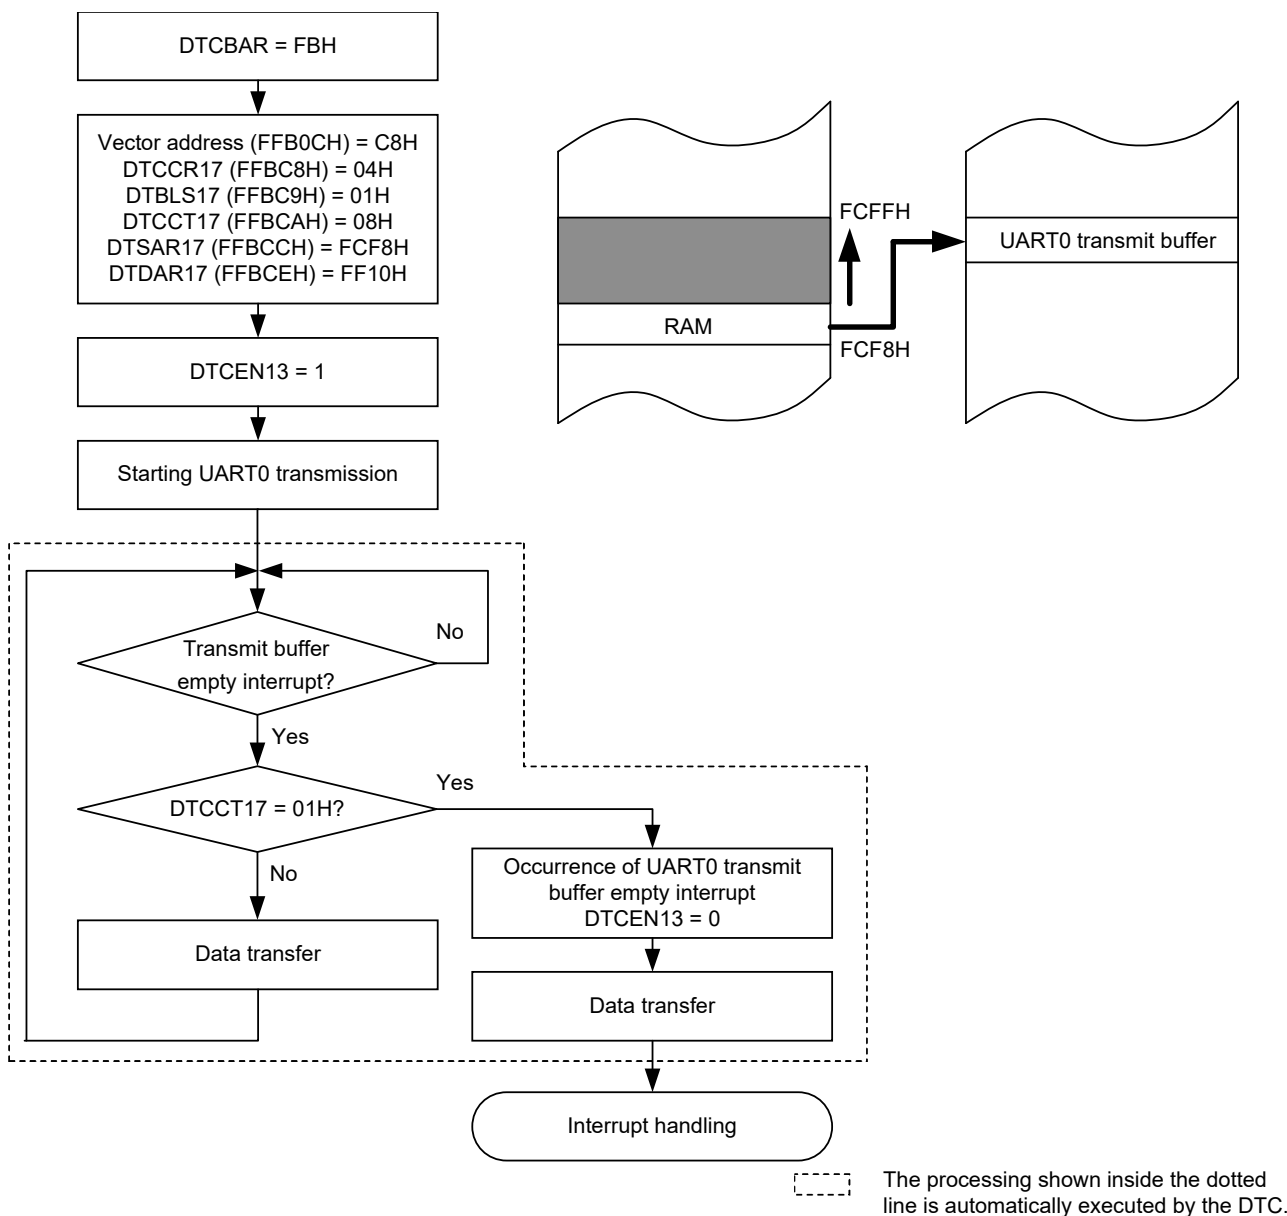 DTCBAR = FBH
Vector address (FFB0CH) = C8H
DTCCR17 (FFBC8H) = 04H
DTBLS17 (FFBC9H) = 01H
DTCCT17 (FFBCAH) = 08H
DTSAR17 (FFBCCH) = FCF8H
DTDAR17 (FFBCEH) = FF10H
DTCEN13 = 1
Starting UART0 transmission
FCFFH
UART0 transmit buffer
RAM
FCF8H
Transmit buffer
empty interrupt?
No
Yes
DTCCT17 = 01H?
Yes
No
Data transfer
Occurrence of UART0 transmit
buffer empty interrupt
DTCEN13 = 0
Data transfer
Interrupt handling
The processing shown inside the dotted
line is automatically executed by the DTC.